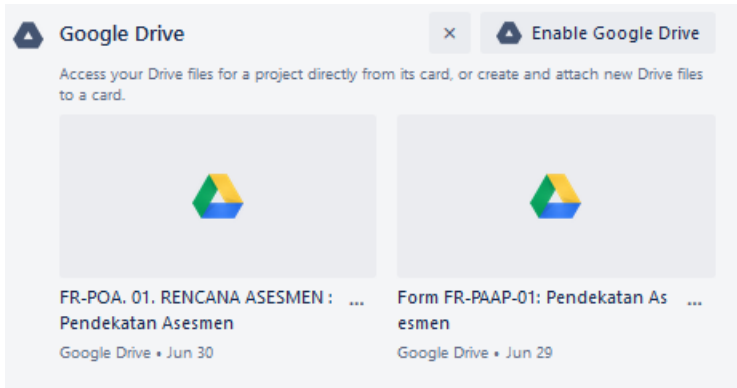 Google Drive
×
Enable Google Drive
Access your Drive files for a project directly from its card, or create and attach new Drive files
to a card.
FR-POA. 01. RENCANA ASESMEN : ...
Pendekatan Asesmen
Google Drive • Jun 30
Form FR-PAAP-01: Pendekatan As ...
esmen
Google Drive • Jun 29